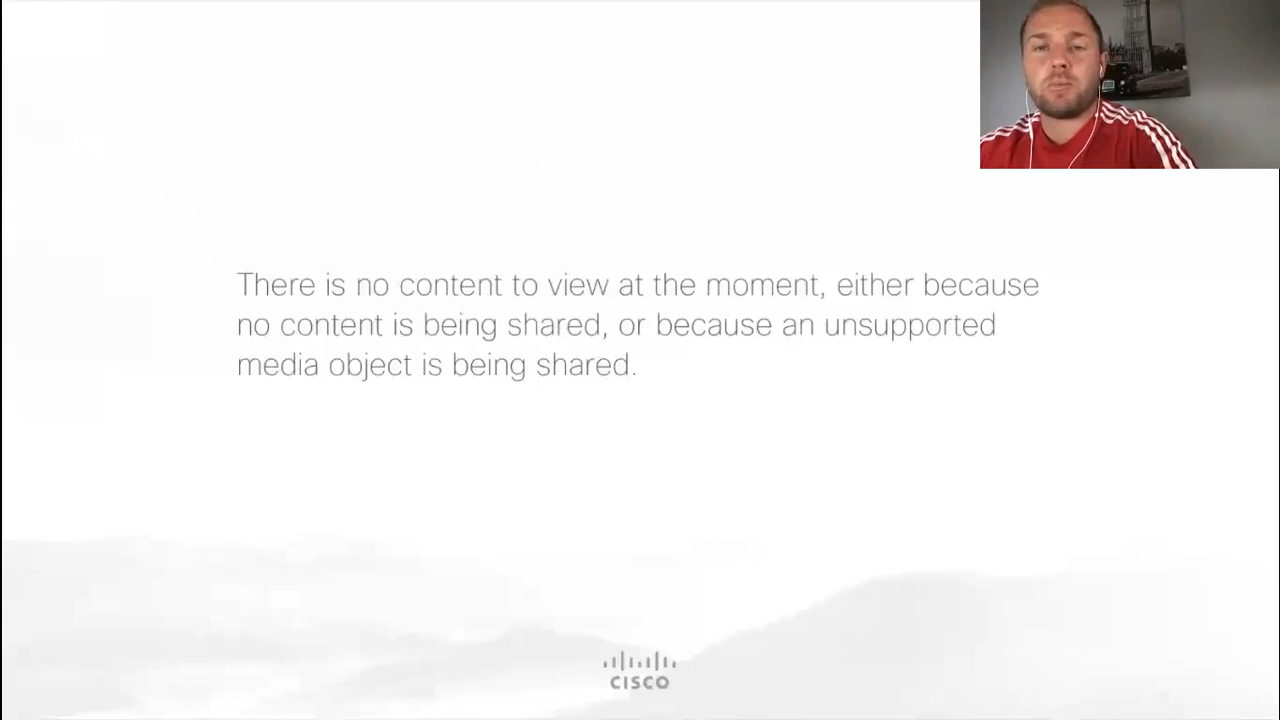 There is no content to view at the moment, either because
no content is being shared, or because an unsupported
media object is being shared.
CISCO